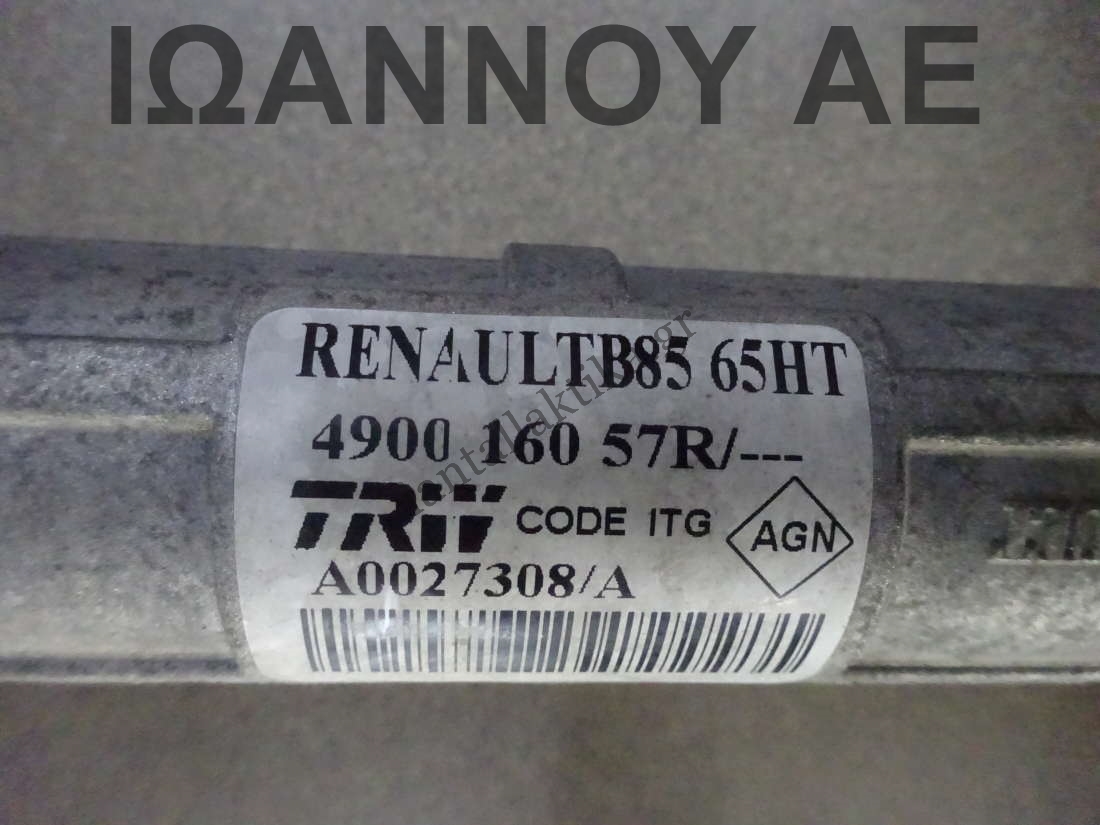 ΙΩΑΝΝΟΥ ΑΕ
RENAULTB85 65HT
4900 160 57R/---
TRW CODE ITG AGN
A0027308/A